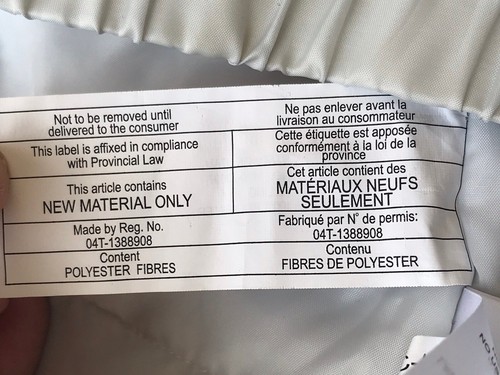 Not to be removed until
delivered to the consumer
This label is affixed in compliance
with Provincial Law
This article contains
NEW MATERIAL ONLY
Made by Reg. No.
04T-1388908
Content
POLYESTER FIBRES
Ne pas enlever avant la
livraison au consommateur
Cette étiquette est apposée
conformément à la loi de la
province
Cet article contient des
MATÉRIAUX NEUFS
SEULEMENT
Fabriqué par N° de permis:
04T-1388908
Contenu
FIBRES DE POLYESTER